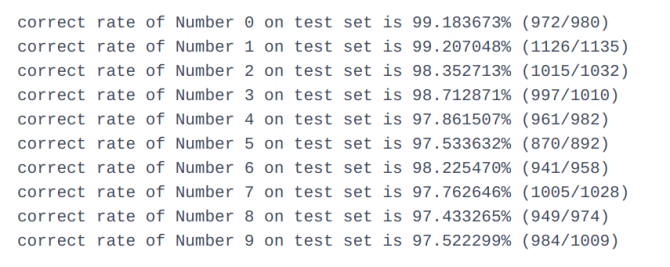 correct rate of Number 0 on test set is 99.183673% (972/980)
correct rate of Number 1 on test set is 99.207048% (1126/1135)
correct rate of Number 2 on test set is 98.352713% (1015/1032)
correct rate of Number 3 on test set is 98.712871% (997/1010)
correct rate of Number 4 on test set is 97.861507% (961/982)
correct rate of Number 5 on test set is 97.533632% (870/892)
correct rate of Number 6 on test set is 98.225470% (941/958)
correct rate of Number 7 on test set is 97.762646% (1005/1028)
correct rate of Number 8 on test set is 97.433265% (949/974)
correct rate of Number 9 on test set is 97.522299% (984/1009)